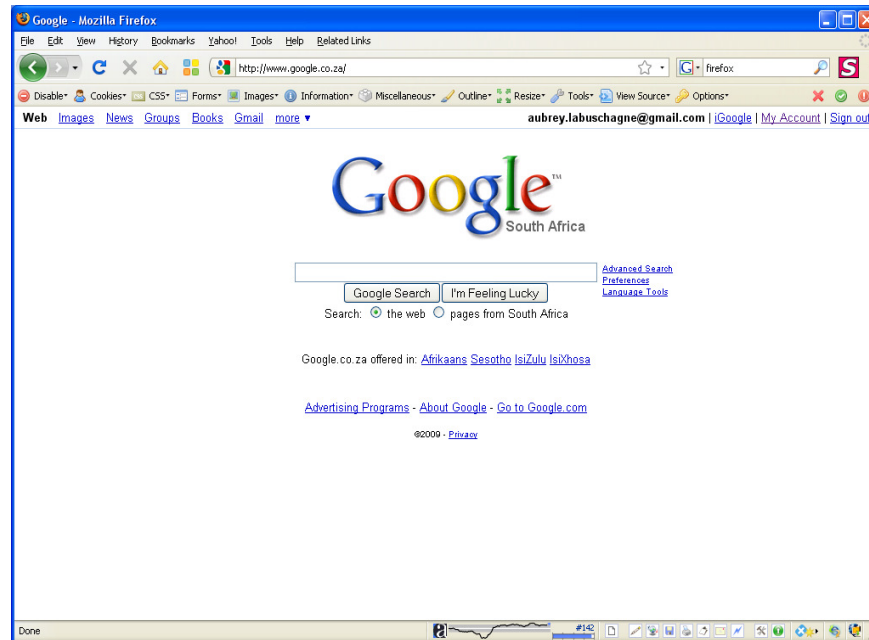 Google - Mozilla Firefox
File Edit View History Bookmarks Yahoo! Tools Help Related Links
http://www.google.co.za/ G firefox S
Disable Cookies CSS Forms Images Information Miscellaneous Outline Resize Tools View Source Options
Web Images News Groups Books Gmail more ▼ aubrey.labuschagne@gmail.com | iGoogle | My Account | Sign out
Google™
South Africa
Advanced Search
Preferences
Google Search I'm Feeling Lucky Language Tools
Search: the web pages from South Africa
Google.co.za offered in: Afrikaans Sesotho IsiZulu IsiXhosa
Advertising Programs - About Google - Go to Google.com
©2009 - Privacy
Done #142